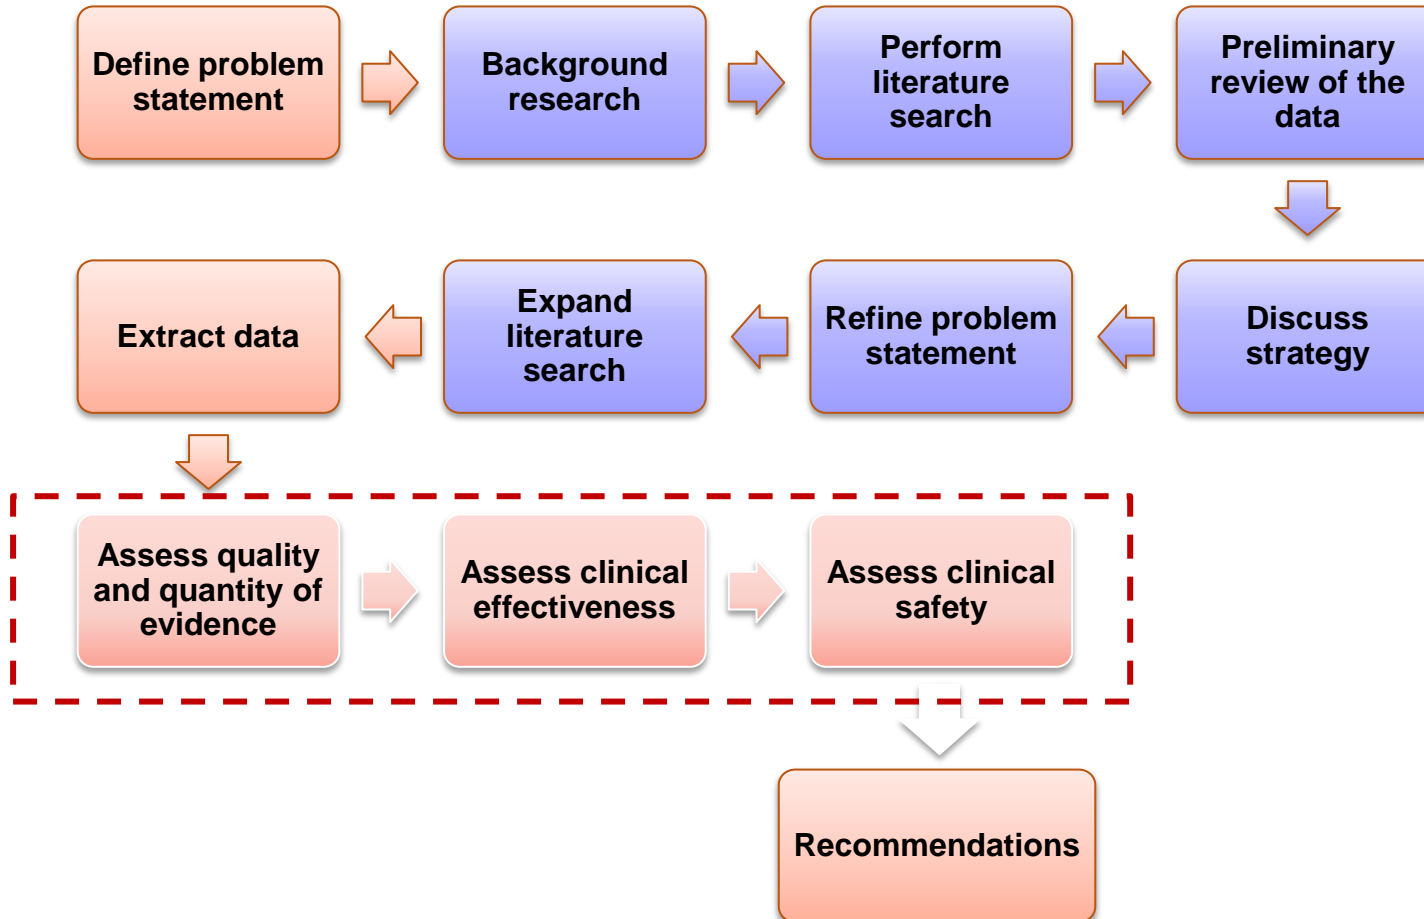 Define problem
statement
Background
research
Perform
literature
search
Preliminary
review of the
data
Discuss
strategy
Refine problem
statement
Expand
literature
search
Extract data
Assess quality
and quantity of
evidence
Assess clinical
effectiveness
Assess clinical
safety
Recommendations